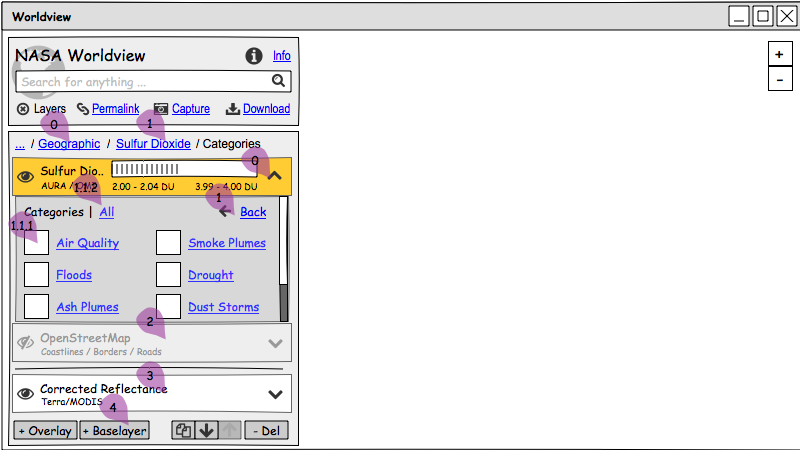 Worldview
NASA Worldview
Info
Search for anything ...
Layers Permalink Capture Download
0 1
... / Geographic / Sulfur Dioxide / Categories
0
Sulfur Dio..
AURA / OMI 2.00 - 2.04 DU 3.99 - 4.00 DU
1.1.2
1
Categories | All Back
1.1.1
Air Quality Smoke Plumes
Floods Drought
Ash Plumes Dust Storms
2
OpenStreetMap
Coastlines / Borders / Roads
3
Corrected Reflectance
Terra/MODIS
4
+ Overlay + Baselayer - Del
+
-